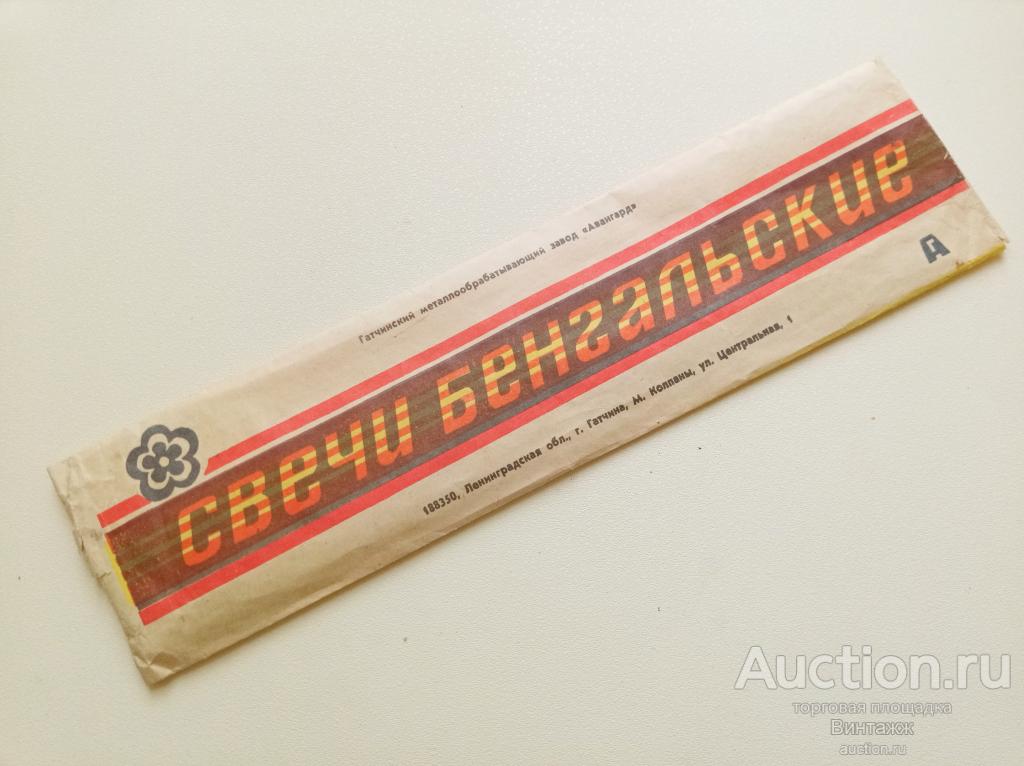 Гатчинский металлообрабатывающий завод «Авангард»
свечи бенгальские
188350, Ленинградская обл., г. Гатчина, М. Колпаны, ул. Центральная, 1
Auction.ru
торговая площадка
Винтажк
auction.ru